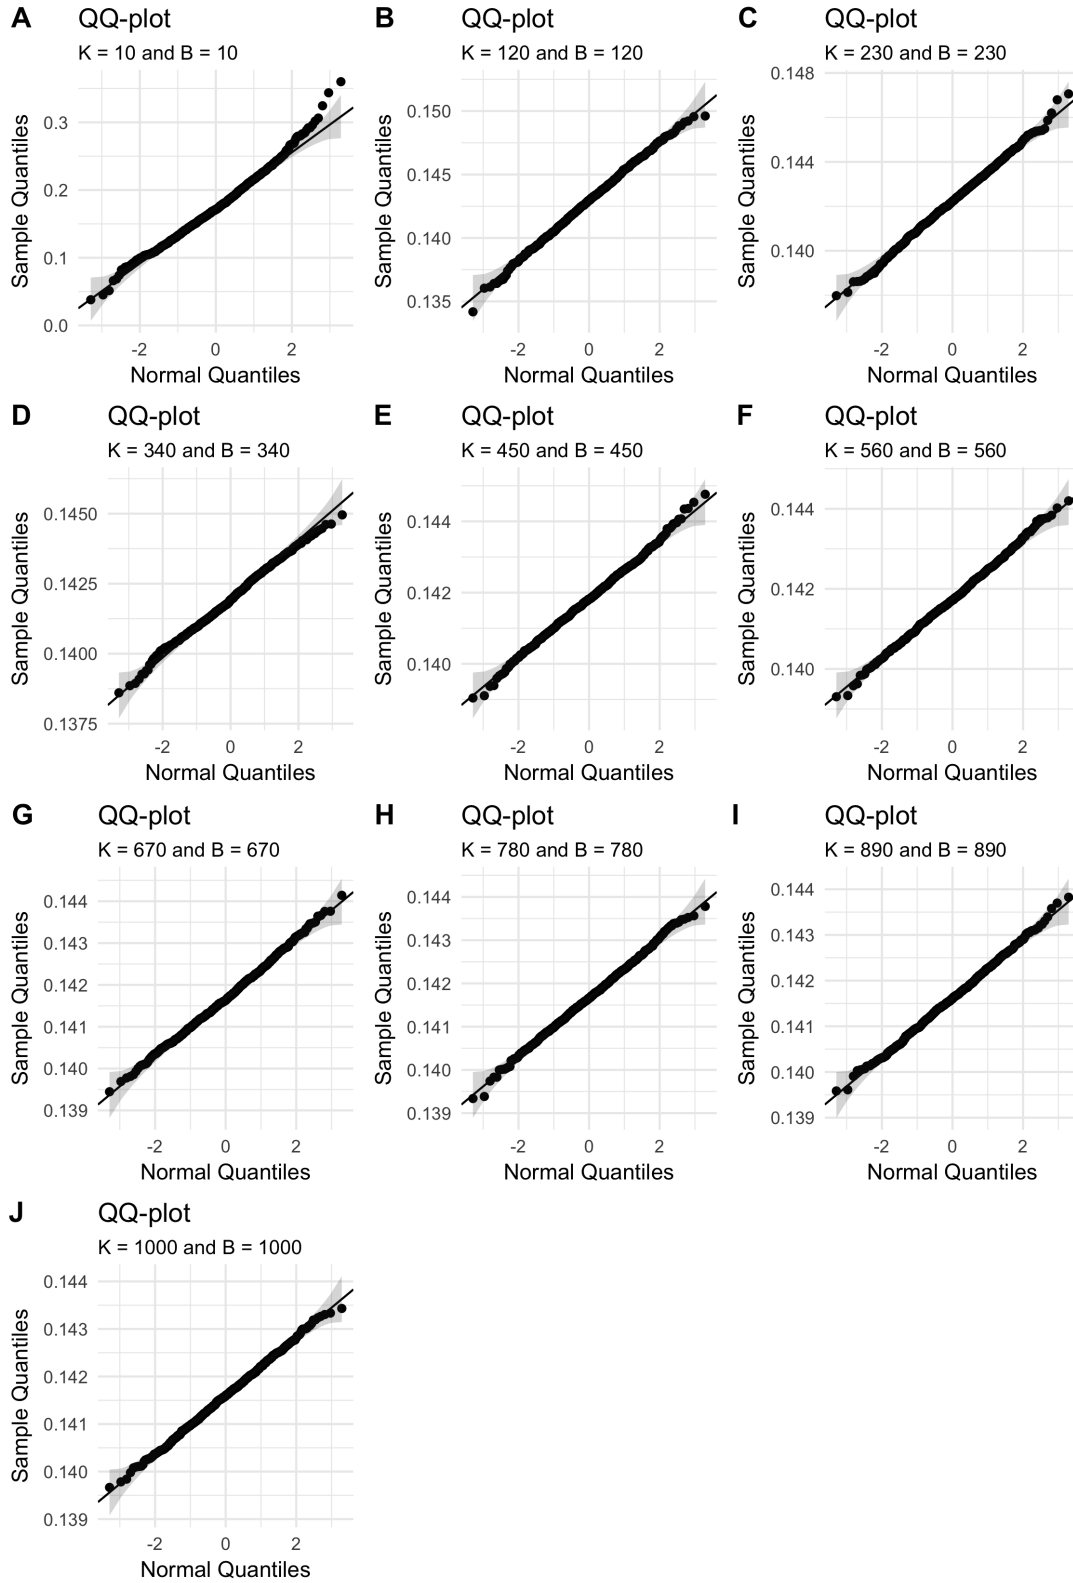 A QQ-plot
K = 10 and B = 10
Sample Quantiles
0.3
0.2
0.1
0.0
-2 0 2
Normal Quantiles
B QQ-plot
K = 120 and B = 120
Sample Quantiles
0.150
0.145
0.140
0.135
-2 0 2
Normal Quantiles
C QQ-plot
K = 230 and B = 230
Sample Quantiles
0.148
0.144
0.140
-2 0 2
Normal Quantiles
D QQ-plot
K = 340 and B = 340
Sample Quantiles
0.1450
0.1425
0.1400
0.1375
-2 0 2
Normal Quantiles
E QQ-plot
K = 450 and B = 450
Sample Quantiles
0.144
0.142
0.140
-2 0 2
Normal Quantiles
F QQ-plot
K = 560 and B = 560
Sample Quantiles
0.144
0.142
0.140
-2 0 2
Normal Quantiles
G QQ-plot
K = 670 and B = 670
Sample Quantiles
0.144
0.143
0.142
0.141
0.140
0.139
-2 0 2
Normal Quantiles
H QQ-plot
K = 780 and B = 780
Sample Quantiles
0.144
0.143
0.142
0.141
0.140
0.139
-2 0 2
Normal Quantiles
I QQ-plot
K = 890 and B = 890
Sample Quantiles
0.144
0.143
0.142
0.141
0.140
0.139
-2 0 2
Normal Quantiles
J QQ-plot
K = 1000 and B = 1000
Sample Quantiles
0.144
0.143
0.142
0.141
0.140
0.139
-2 0 2
Normal Quantiles